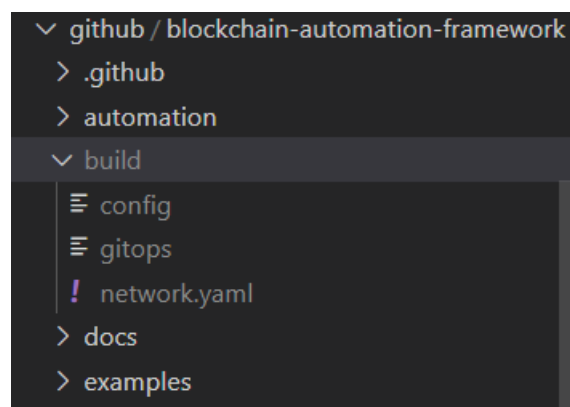 github / blockchain-automation-framework
.github
automation
build
config
gitops
! network.yaml
docs
examples